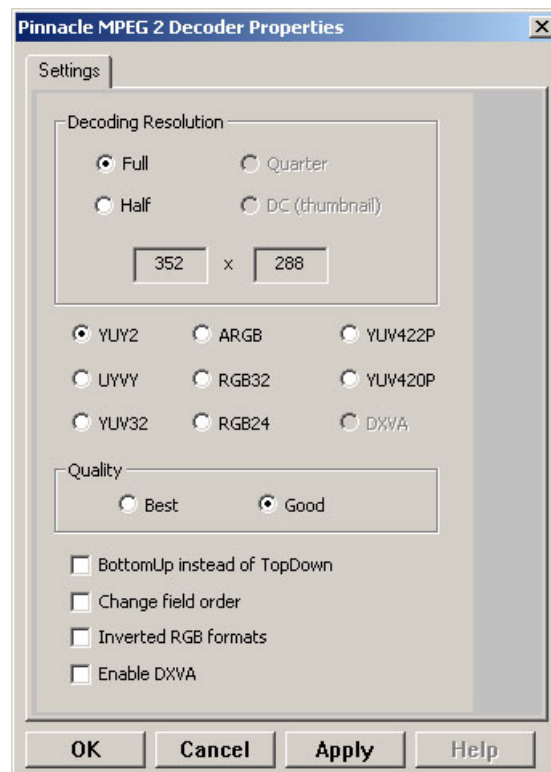 Pinnacle MPEG 2 Decoder Properties
Settings
Decoding Resolution
Full Quarter
Half DC (thumbnail)
352 x 288
YUY2 ARGB YUV422P
UYVY RGB32 YUV420P
YUV32 RGB24 DXVA
Quality
Best Good
BottomUp instead of TopDown
Change field order
Inverted RGB formats
Enable DXVA
OK Cancel Apply Help